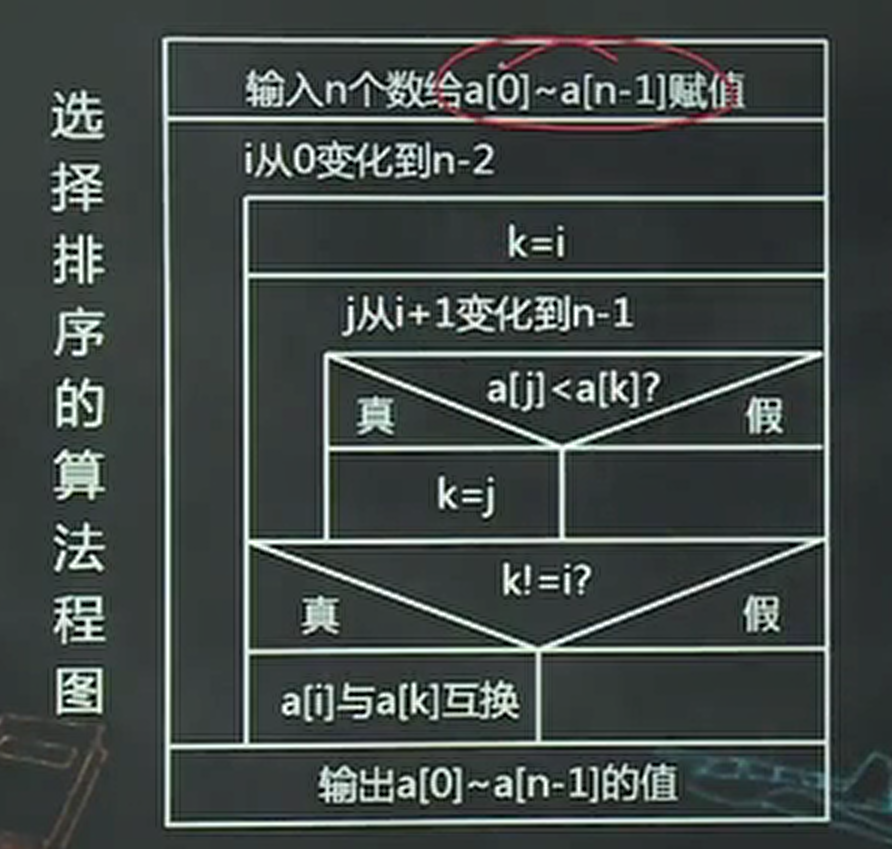 选择排序的算法程图
输入n个数给a[0]~a[n-1]赋值
i从0变化到n-2
k=i
j从i+1变化到n-1
a[j]<a[k]?
真
假
k=j
k!=i?
真
假
a[i]与a[k]互换
输出a[0]~a[n-1]的值